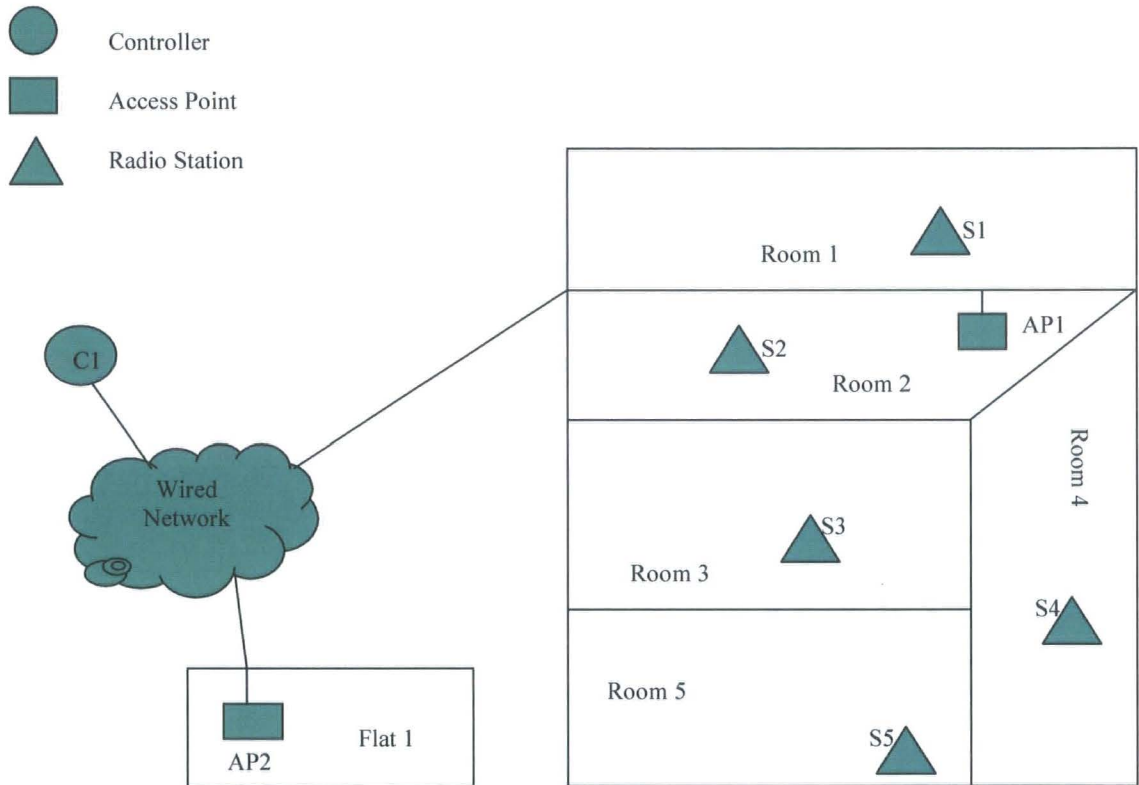 Controller
Access Point
Radio Station
S1
Room 1
AP1
S2
Room 2
C1
Room 4
Wired
Network
S3
Room 3
S4
Room 5
S5
Flat 1
AP2